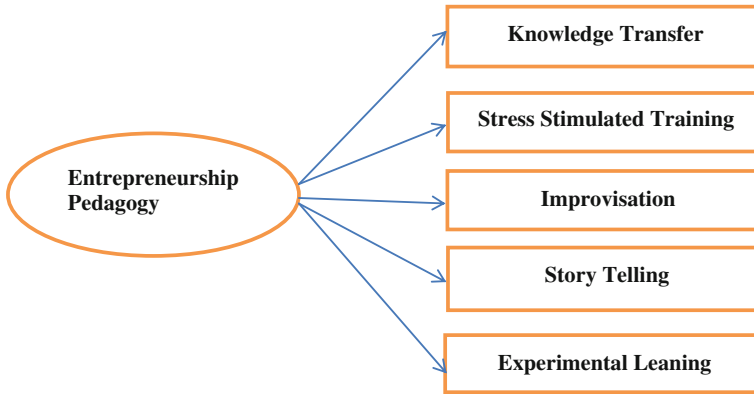 Knowledge Transfer
Stress Stimulated Training
Entrepreneurship
Pedagogy
Improvisation
Story Telling
Experimental Leaning